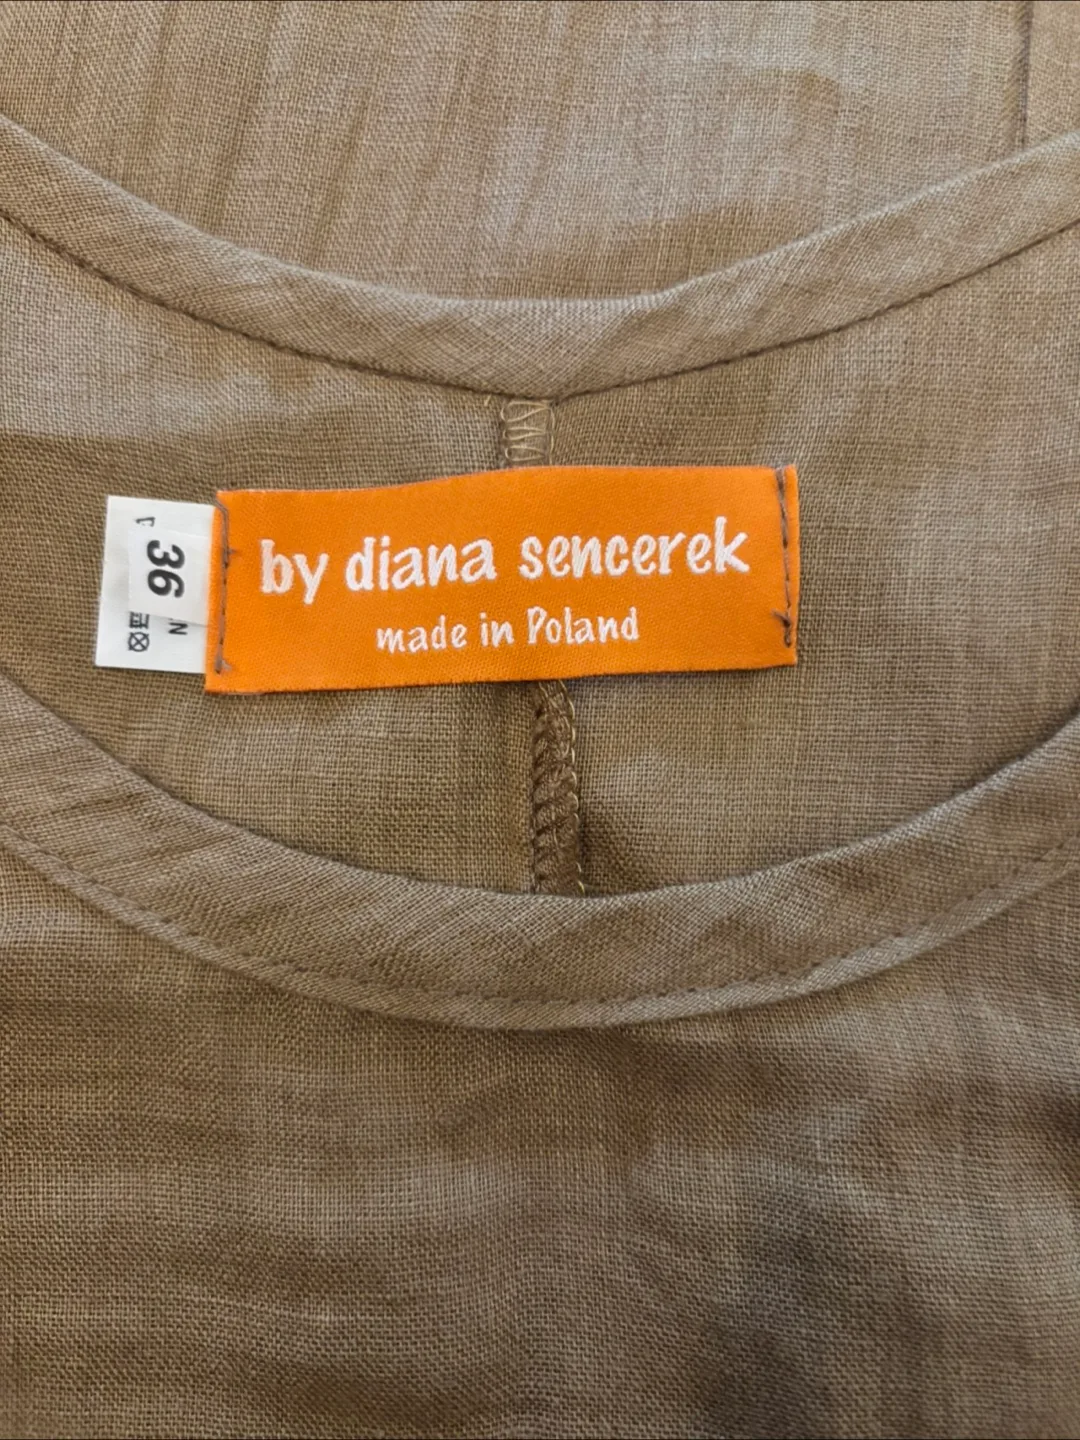 36
by diana sencerek
made in Poland